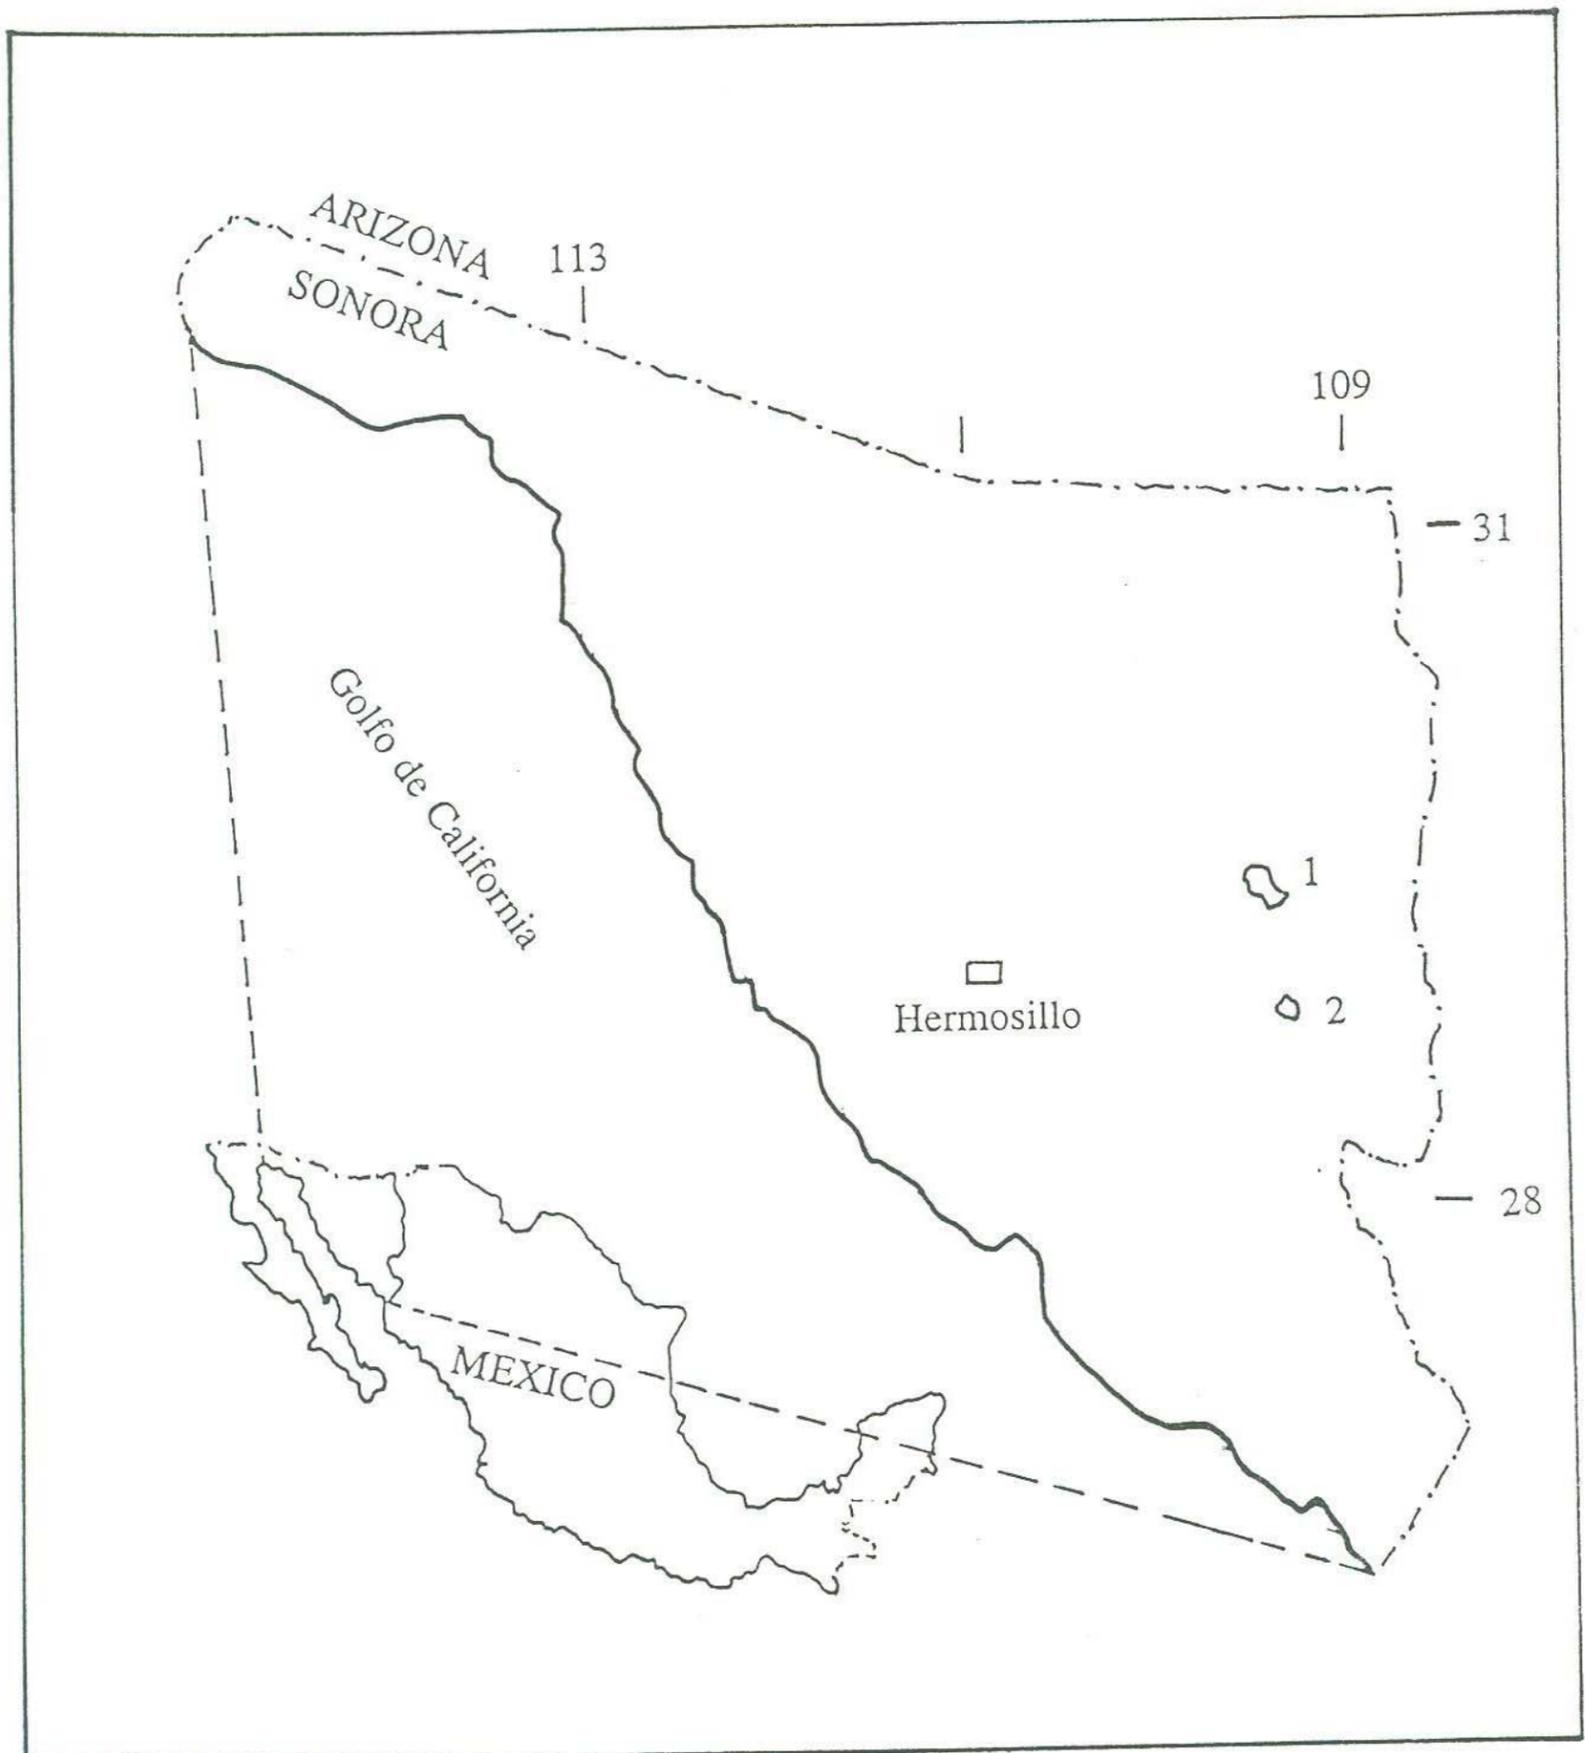 ARIZONA
SONORA
113
109
31
Golfo de California
1
Hermosillo
2
28
MEXICO